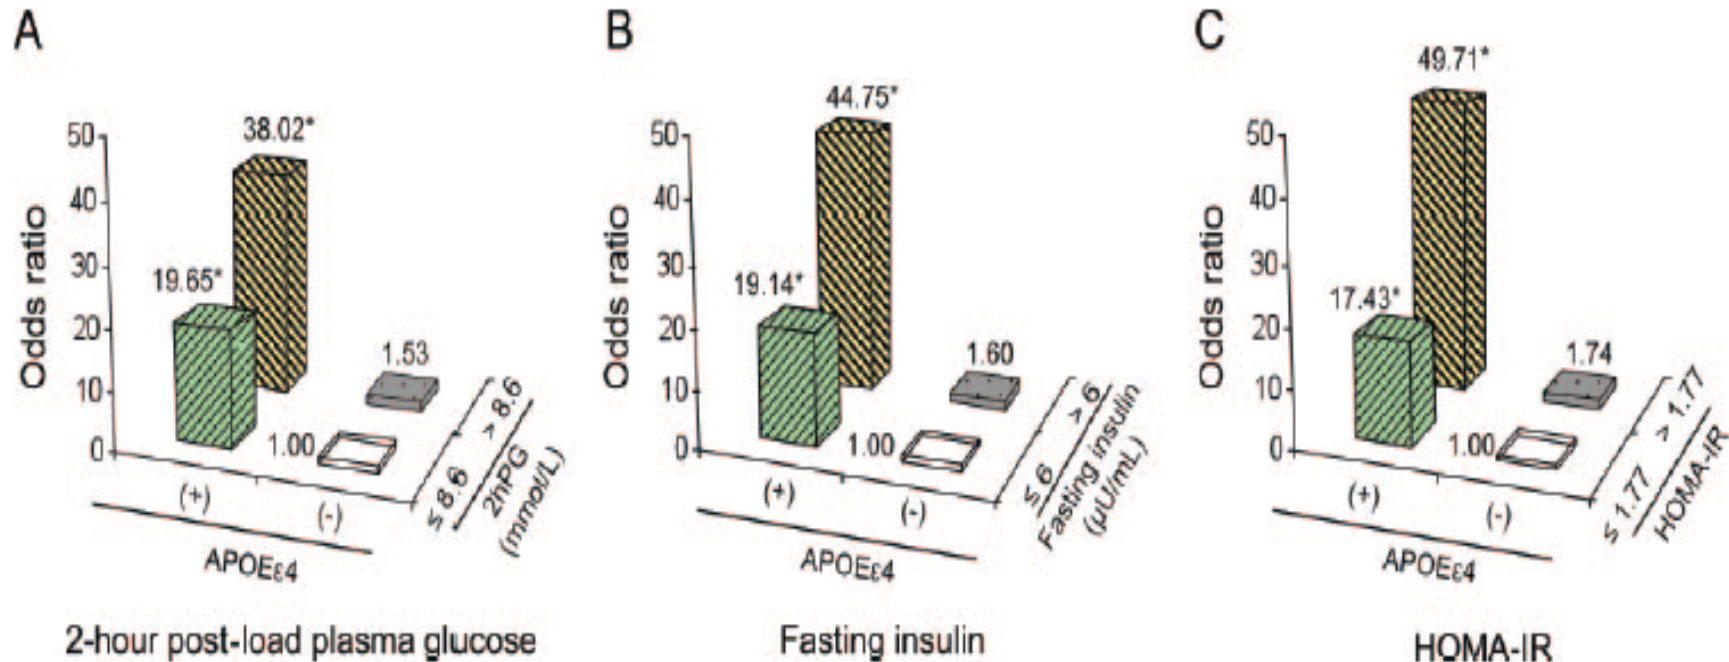 A
Odds ratio
50
40
30
20
10
0
38.02*
19.65*
1.53
1.00
(+)
(-)
APOEε4
≤ 8.6 > 8.6
2hPG
(mmol/L)
2-hour post-load plasma glucose
B
Odds ratio
50
40
30
20
10
0
44.75*
19.14*
1.60
1.00
(+)
(-)
APOEε4
≤ 6 > 6
Fasting insulin
(μU/mL)
Fasting insulin
C
Odds ratio
50
40
30
20
10
0
49.71*
17.43*
1.74
1.00
(+)
(-)
APOEε4
≤ 1.77 > 1.77
HOMA-IR
HOMA-IR